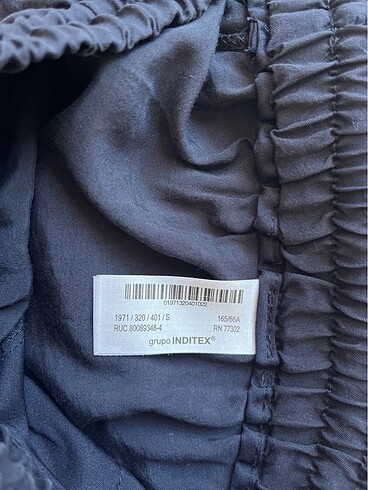 01971320401022
1971 / 320 / 401 / S 165/66A
RUC 80089348-4 RN 77302
grupo INDITEX®